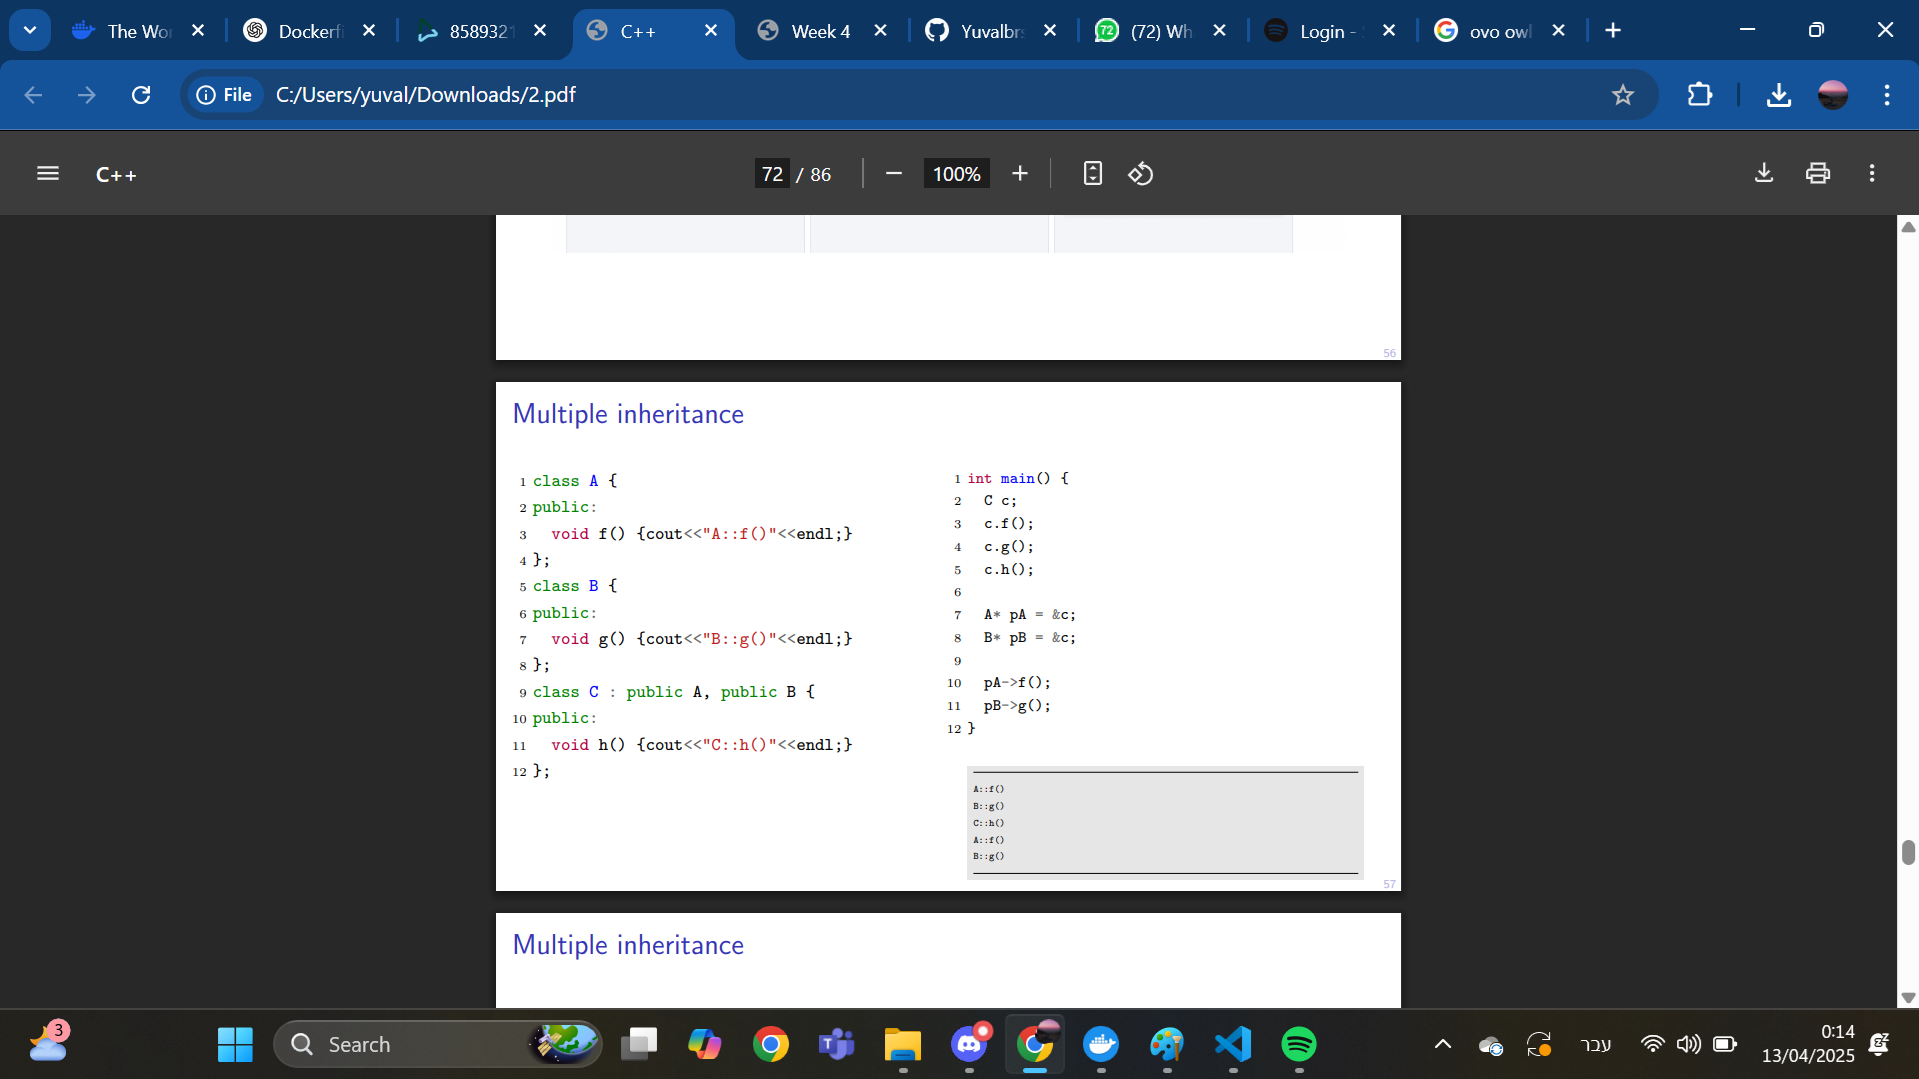 The Wor
Dockerfi
8589321
C++
Week 4
Yuvalbrs
(72) Wh
Login -
ovo owl
File
C:/Users/yuval/Downloads/2.pdf
C++
72 / 86
100%
56
Multiple inheritance
1 class A {
2 public:
3 void f() {cout<<"A::f()"<<endl;}
4 };
5 class B {
6 public:
7 void g() {cout<<"B::g()"<<endl;}
8 };
9 class C : public A, public B {
10 public:
11 void h() {cout<<"C::h()"<<endl;}
12 };
1 int main() {
2 C c;
3 c.f();
4 c.g();
5 c.h();
6
7 A* pA = &c;
8 B* pB = &c;
9
10 pA->f();
11 pB->g();
12 }
A::f()
B::g()
C::h()
A::f()
B::g()
57
Multiple inheritance
3
Search
עבר
0:14
13/04/2025